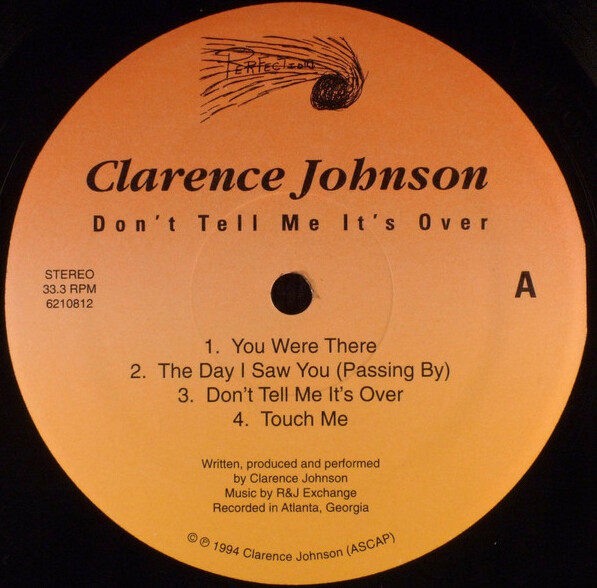 PERFECTION
Clarence Johnson
Don't Tell Me It's Over
STEREO
33.3 RPM
6210812
A
1. You Were There
2. The Day I Saw You (Passing By)
3. Don't Tell Me It's Over
4. Touch Me
Written, produced and performed
by Clarence Johnson
Music by R&J Exchange
Recorded in Atlanta, Georgia
© ℗ 1994 Clarence Johnson (ASCAP)